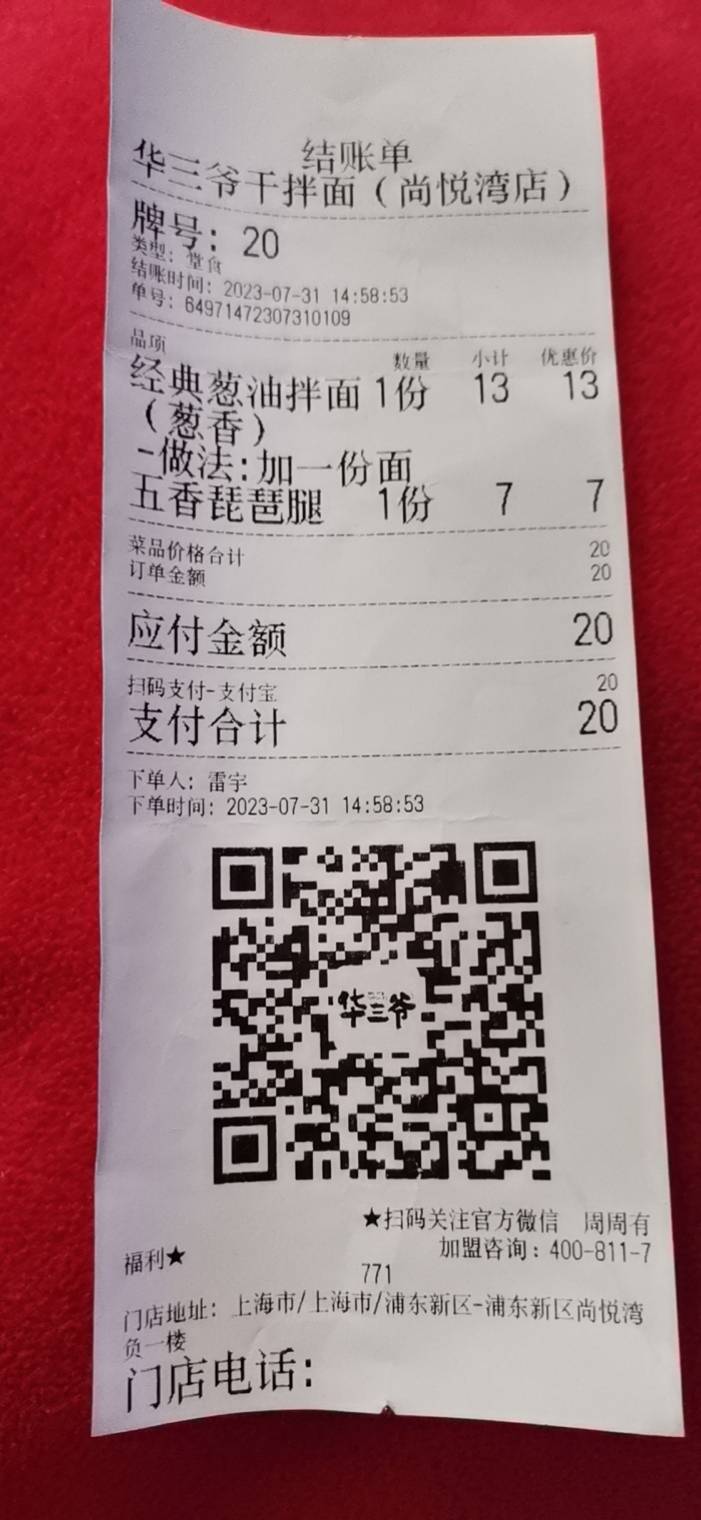 结账单
华三爷干拌面（尚悦湾店）
牌号：20
类型：堂食
结账时间：2023-07-31 14:58:53
单号：64971472307310109
品项 数量 小计 优惠价
经典葱油拌面 1份 13 13
（葱香）
-做法:加一份面
五香琵琶腿 1份 7 7
菜品价格合计 20
订单金额 20
应付金额 20
扫码支付-支付宝 20
支付合计 20
下单人：雷宇
下单时间：2023-07-31 14:58:53
华三爷
★扫码关注官方微信 周周有
福利★ 加盟咨询：400-811-7
771
门店地址：上海市/上海市/浦东新区-浦东新区尚悦湾
负一楼
门店电话：